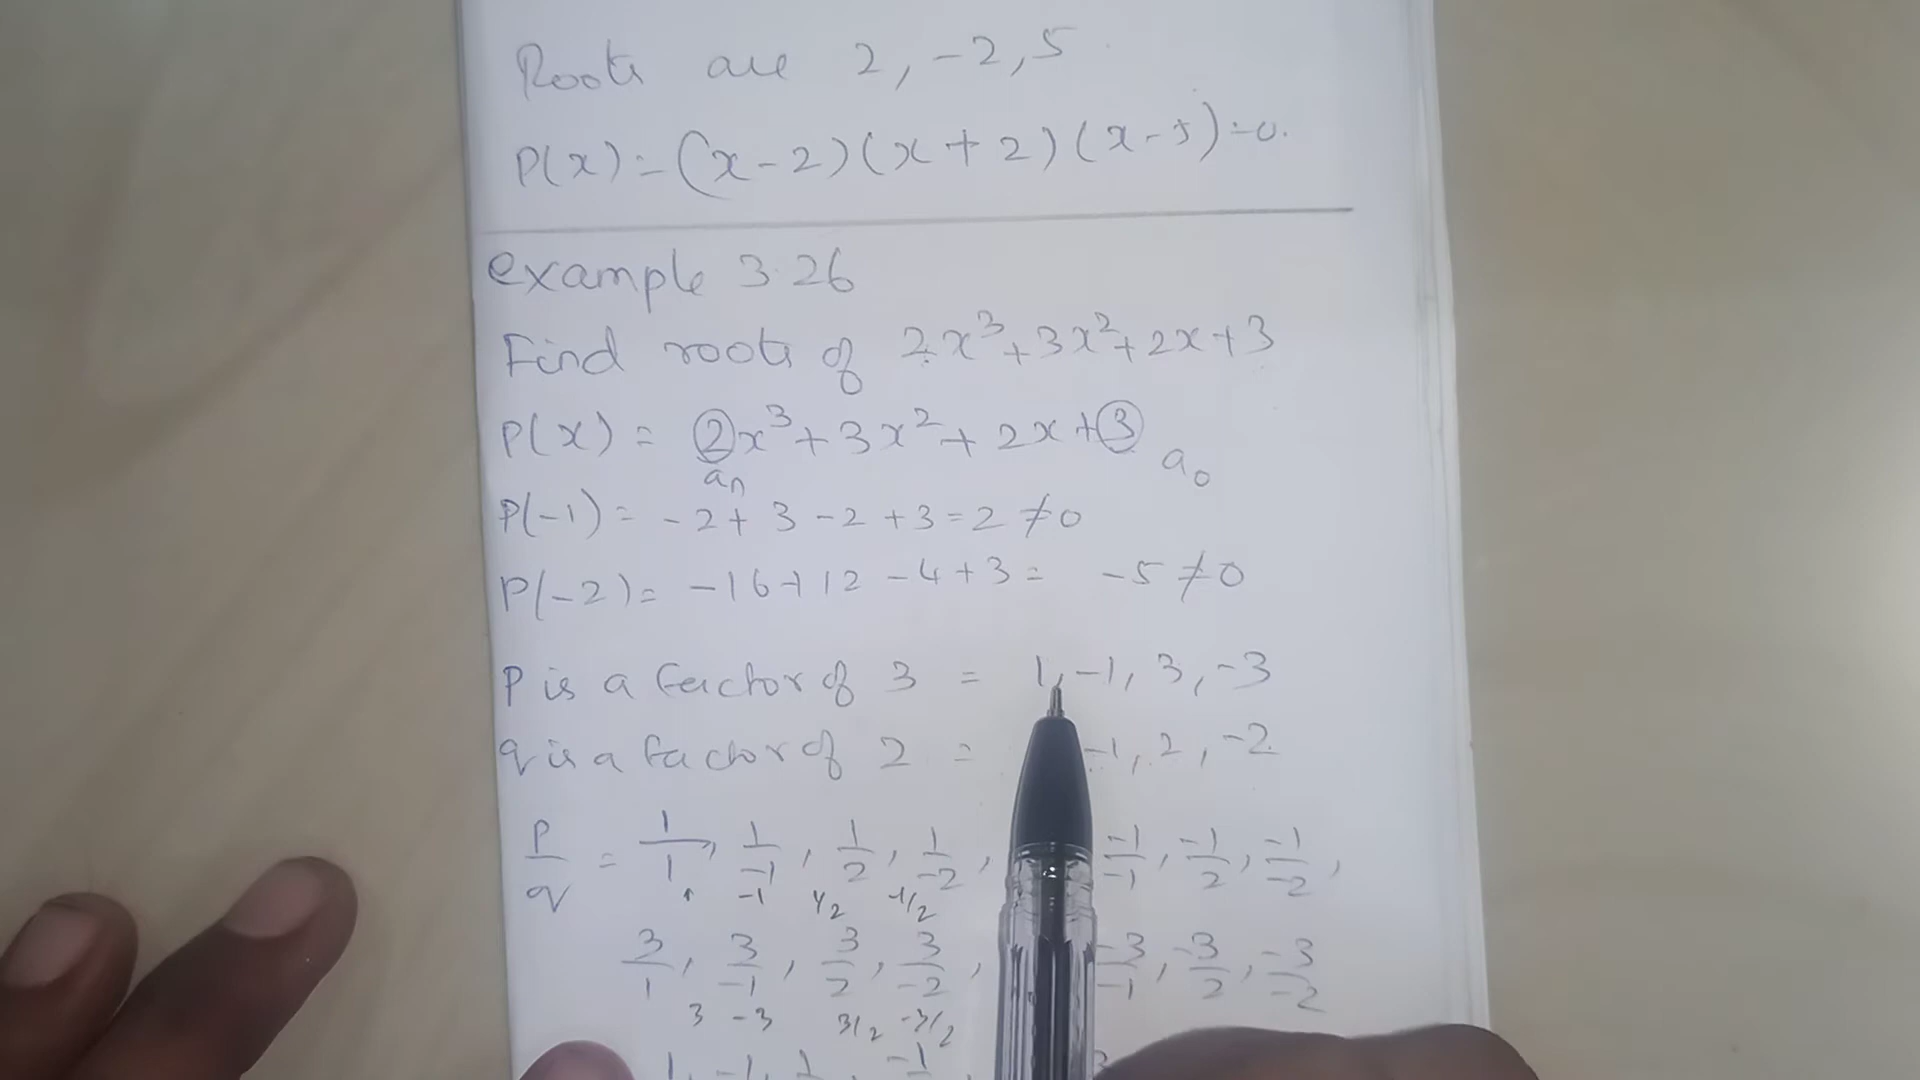 Roots are 2, -2, 5
P(x) = (x-2)(x+2)(x-5)=0.
example 3.26
Find roots of 2x³+3x²+2x+3
P(x) = 2x³+3x²+2x+3
an a₀
P(-1) = -2+3-2+3=2 ≠0
P(-2) = -16+12-4+3= -5≠0
P is a factor of 3 = 1,-1, 3, -3
q is a factor of 2 = -1, 2, -2
P/q = 1/1, 1/-1, 1/2, 1/-2, -1/-1, -1/2, -1/-2,
1 -1 1/2 -1/2
3/1, 3/-1, 3/2, 3/-2, -3/-1, -3/2, -3/-2
3 -3 3/2 -3/2
1, -1, 1 -1